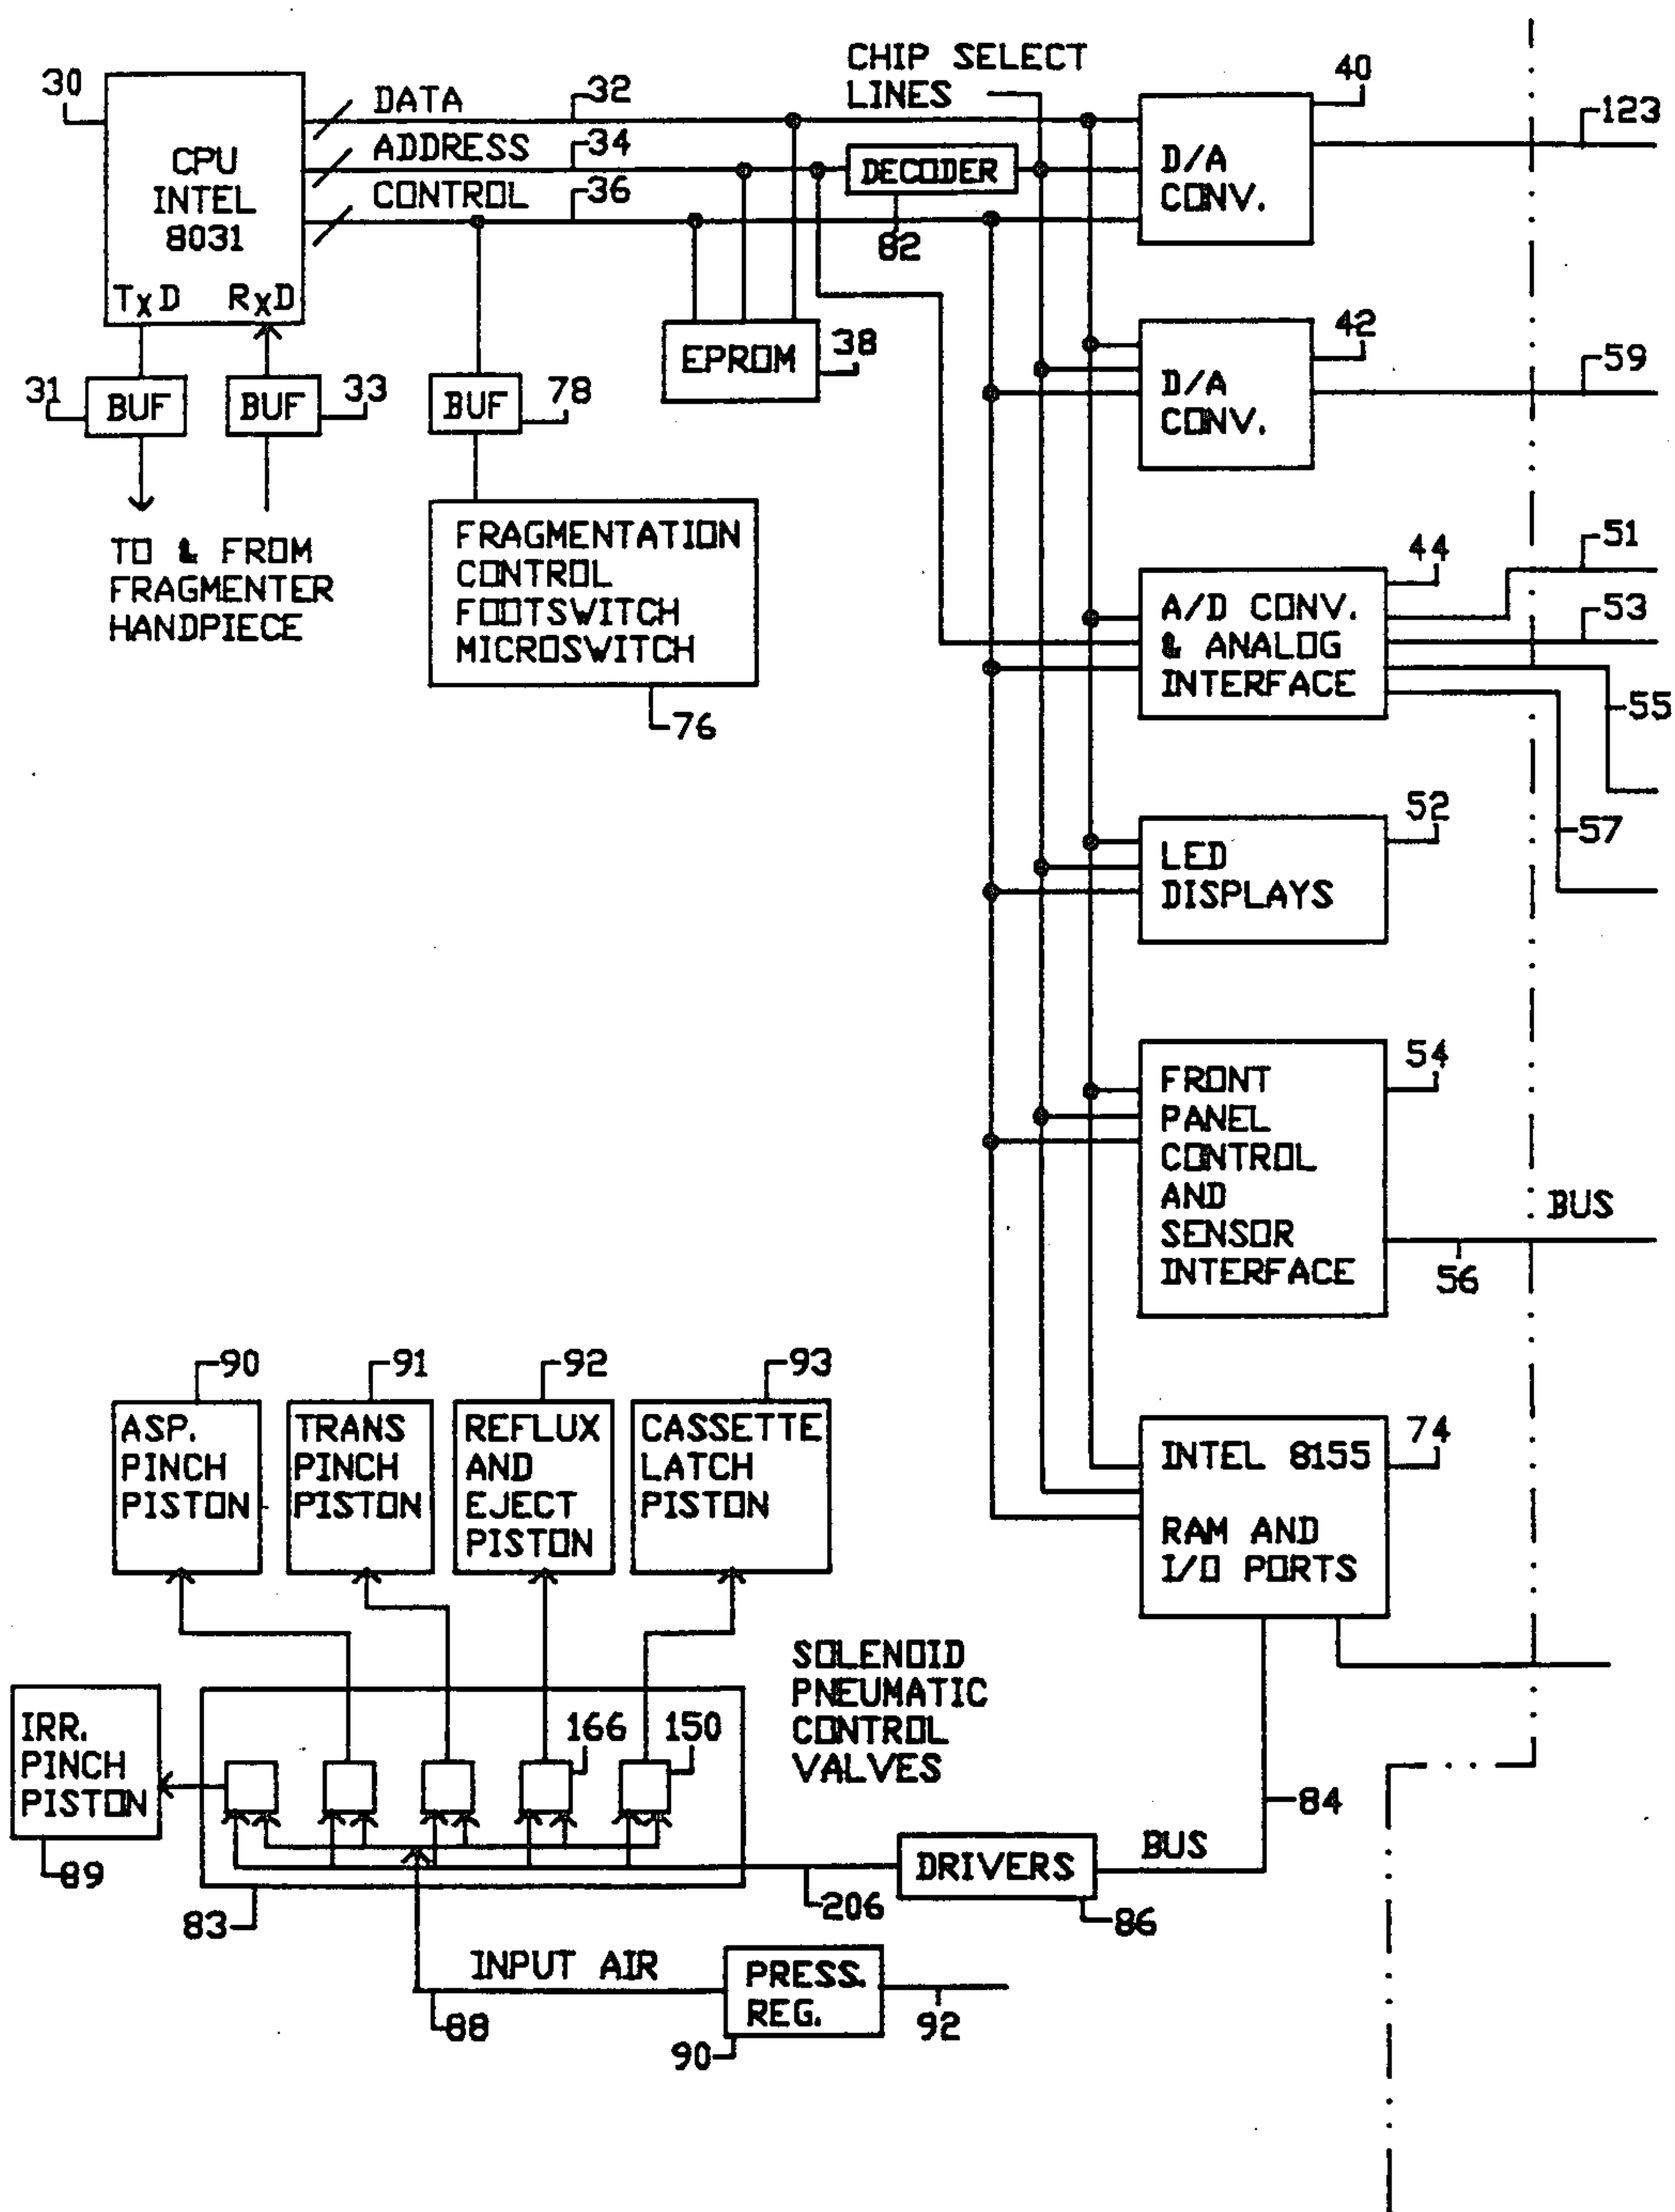 CHIP SELECT
LINES
40
30
DATA
32
123
CPU
INTEL
8031
ADDRESS
34
DECODER
D/A
CONV.
CONTROL
36
82
TxD RxD
42
EPROM
38
D/A
CONV.
59
31
BUF
BUF
33
BUF
78
TO & FROM
FRAGMENTER
HANDPIECE
FRAGMENTATION
CONTROL
FOOTSWITCH
MICROSWITCH
76
44
51
A/D CONV.
& ANALOG
INTERFACE
53
55
52
57
LED
DISPLAYS
54
FRONT
PANEL
CONTROL
AND
SENSOR
INTERFACE
BUS
56
90
91
92
93
ASP.
PINCH
PISTON
TRANS
PINCH
PISTON
REFLUX
AND
EJECT
PISTON
CASSETTE
LATCH
PISTON
74
INTEL 8155
RAM AND
I/O PORTS
SOLENOID
PNEUMATIC
CONTROL
VALVES
IRR.
PINCH
PISTON
166
150
89
83
84
BUS
DRIVERS
206
86
INPUT AIR
88
PRESS.
REG.
90
92